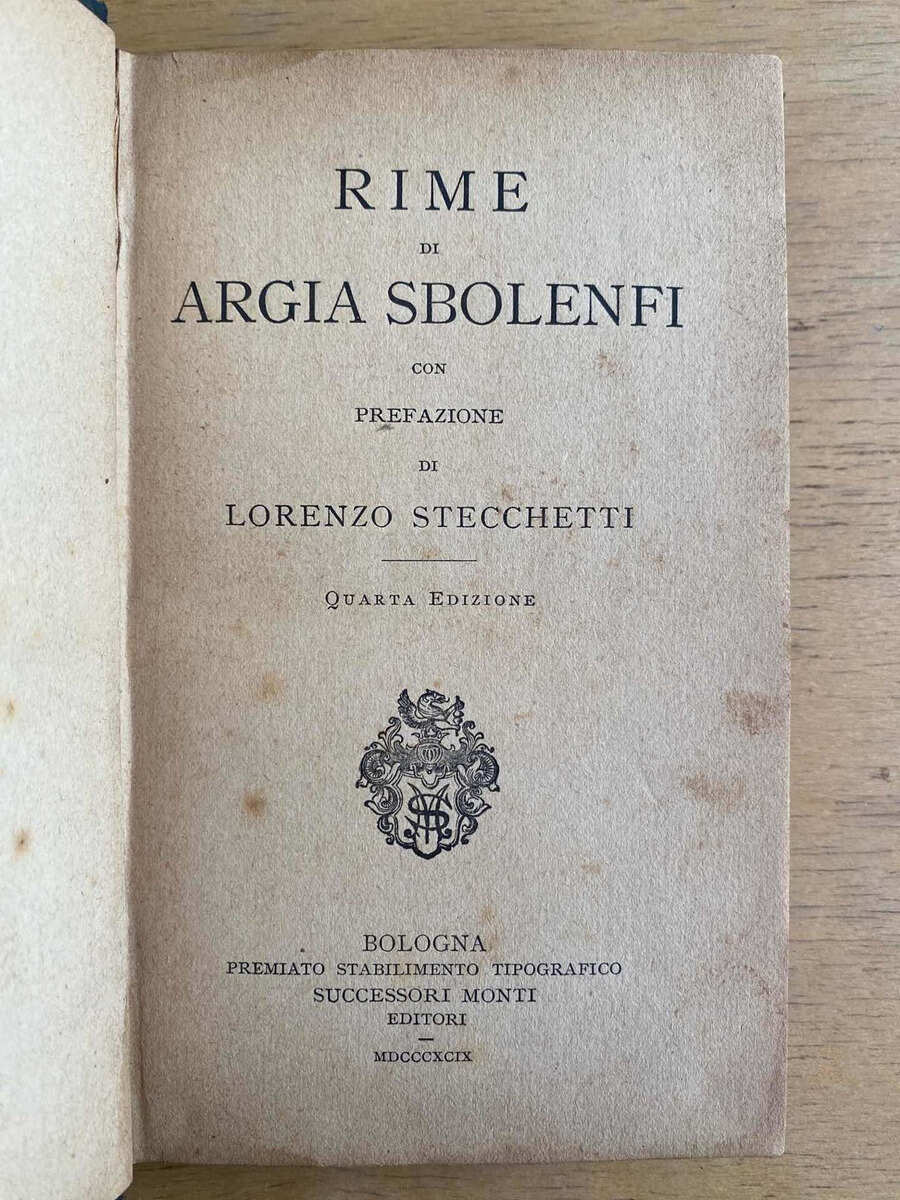 RIME
DI
ARGIA SBOLENFI
CON
PREFAZIONE
DI
LORENZO STECCHETTI
QUARTA EDIZIONE
BOLOGNA
PREMIATO STABILIMENTO TIPOGRAFICO
SUCCESSORI MONTI
EDITORI
MDCCCXCIX